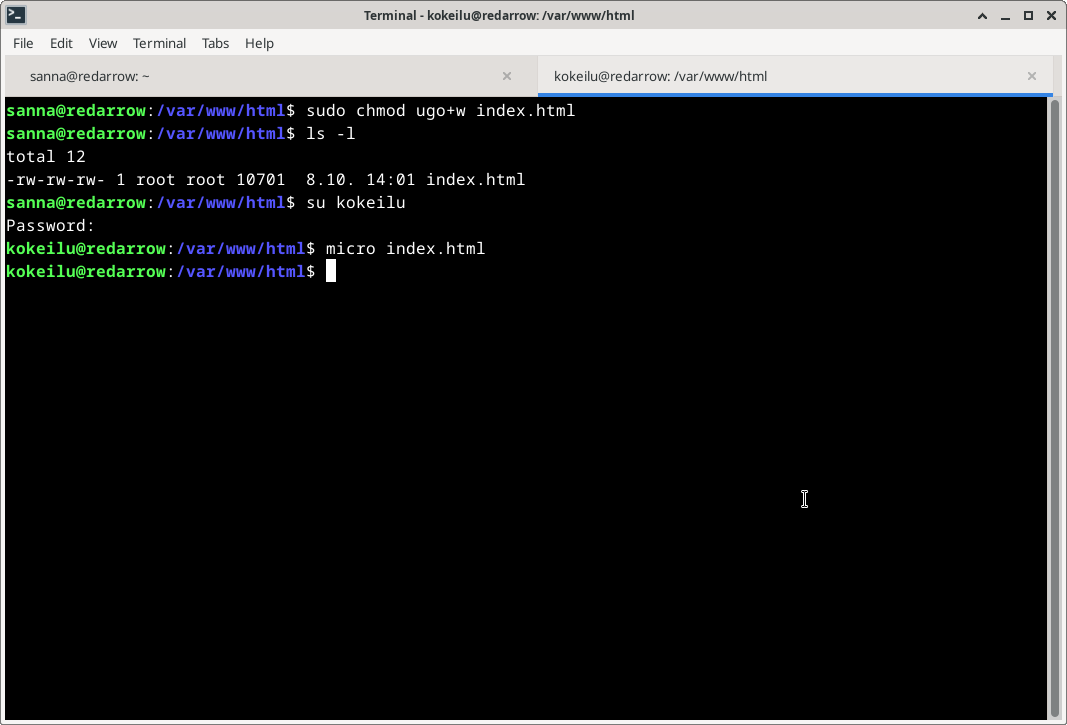 Terminal - kokeilu@redarrow: /var/www/html
File Edit View Terminal Tabs Help
sanna@redarrow: ~
kokeilu@redarrow: /var/www/html
sanna@redarrow:/var/www/html$ sudo chmod ugo+w index.html
sanna@redarrow:/var/www/html$ ls -l
total 12
-rw-rw-rw- 1 root root 10701  8.10. 14:01 index.html
sanna@redarrow:/var/www/html$ su kokeilu
Password:
kokeilu@redarrow:/var/www/html$ micro index.html
kokeilu@redarrow:/var/www/html$